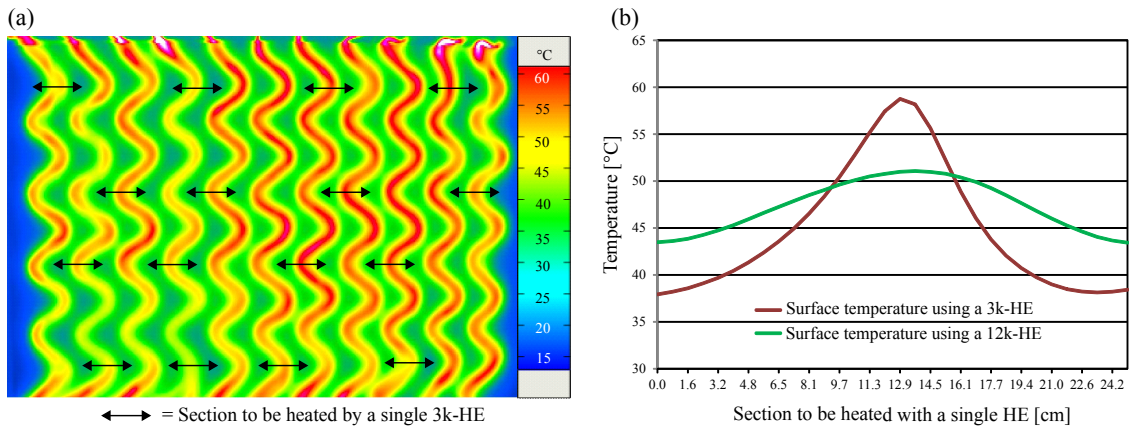 (a)
°C
60
55
50
45
40
35
30
25
20
15
= Section to be heated by a single 3k-HE
(b)
Temperature [°C]
75
70
65
60
55
50
45
40
35
30
Surface temperature using a 3k-HE
Surface temperature using a 12k-HE
0.0 1.6 3.2 4.8 6.5 8.1 9.7 11.3 12.9 14.5 16.1 17.7 19.4 21.0 22.6 24.2
Section to be heated with a single HE [cm]